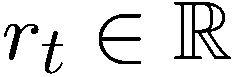 r_t ∈ ℝ